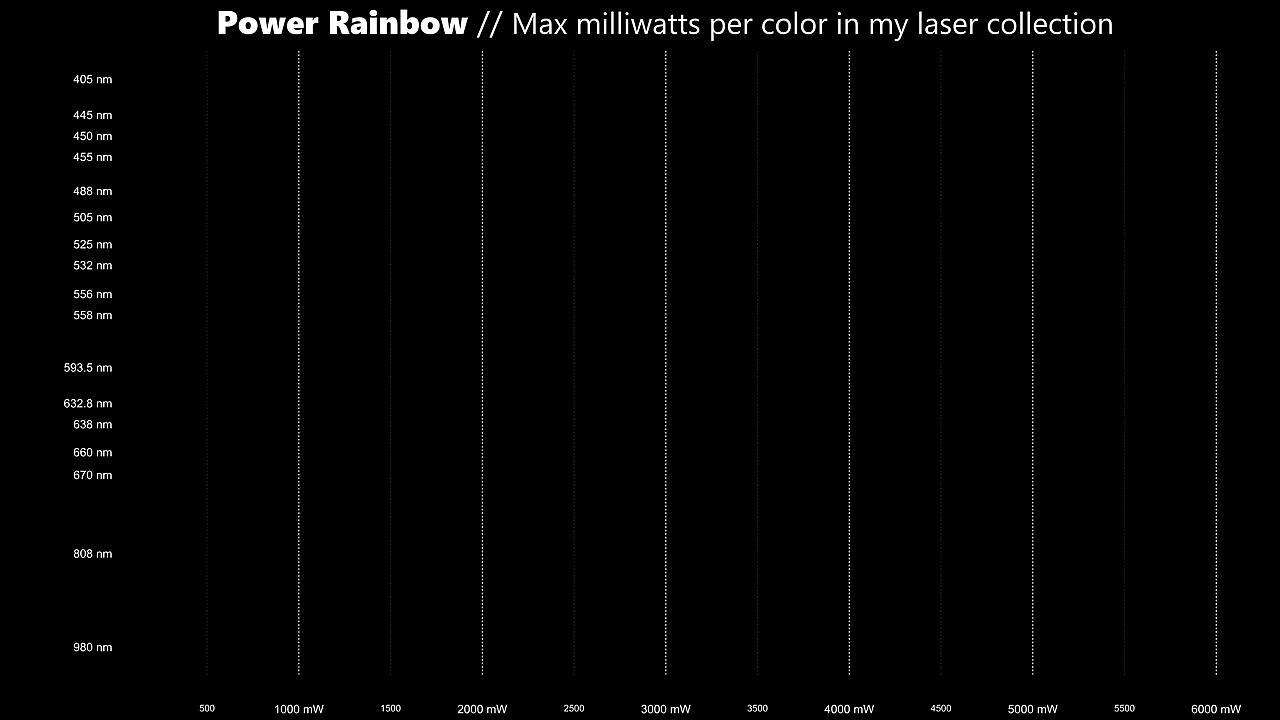 Power Rainbow // Max milliwatts per color in my laser collection
405 nm
445 nm
450 nm
455 nm
488 nm
505 nm
525 nm
532 nm
556 nm
558 nm
593.5 nm
632.8 nm
638 nm
660 nm
670 nm
808 nm
980 nm
500 1000 mW 1500 2000 mW 2500 3000 mW 3500 4000 mW 4500 5000 mW 5500 6000 mW